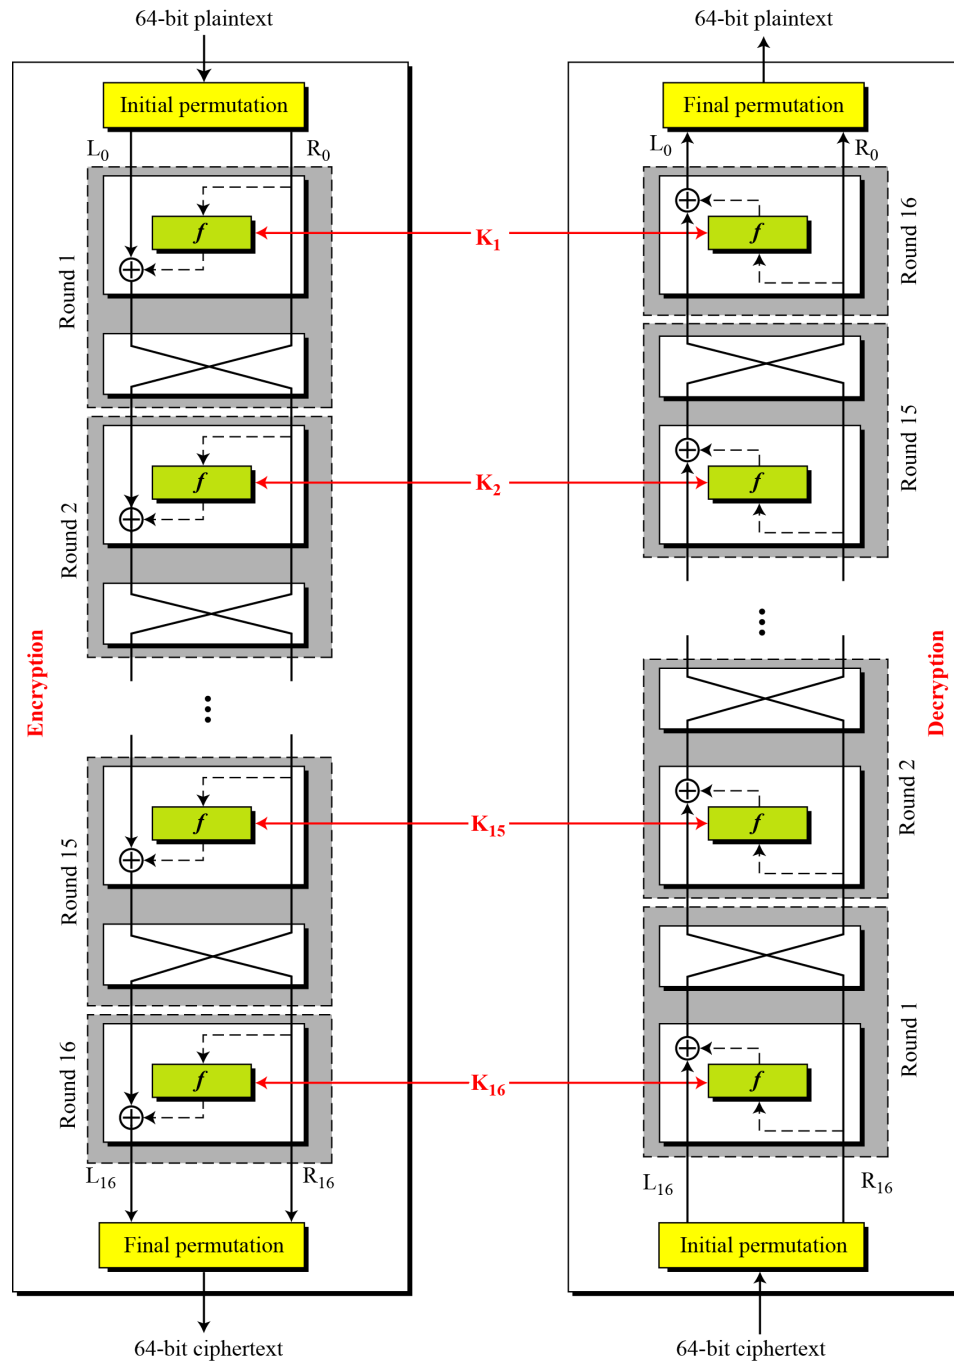 64-bit plaintext
Initial permutation
L0
R0
Round 1
f
Round 2
f
Encryption
Round 15
f
Round 16
f
L16
R16
Final permutation
64-bit ciphertext
K1
K2
K15
K16
64-bit plaintext
Final permutation
L0
R0
f
Round 16
f
Round 15
Decryption
f
Round 2
f
Round 1
L16
R16
Initial permutation
64-bit ciphertext